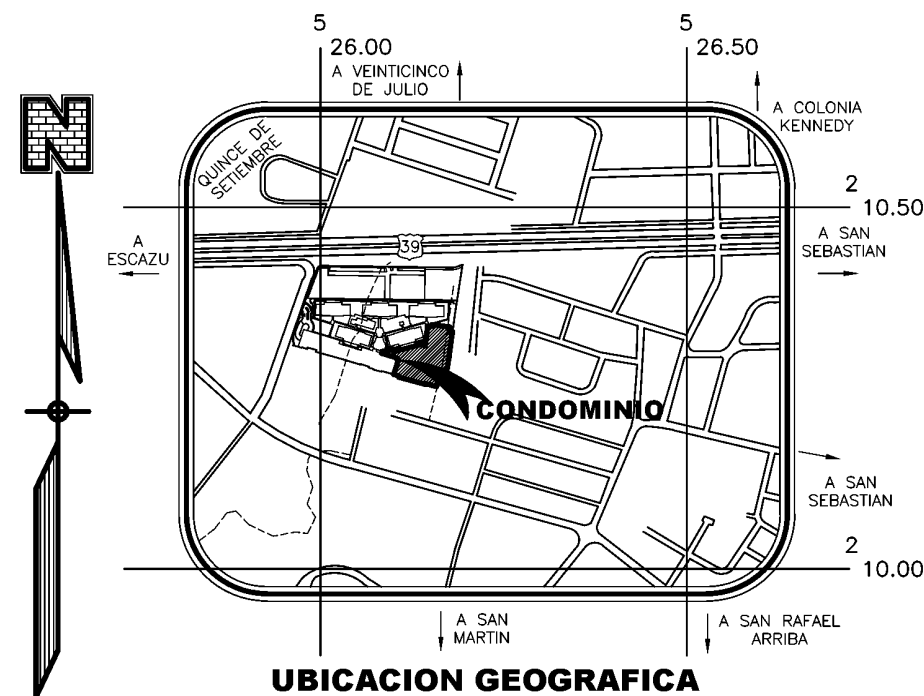 5
26.00
5
26.50
N
A VEINTICINCO
DE JULIO
A COLONIA
KENNEDY
QUINCE DE
SETIEMBRE
2
10.50
A
ESCAZU
39
A SAN
SEBASTIAN
CONDOMINIO
A SAN
SEBASTIAN
2
10.00
A SAN
MARTIN
A SAN RAFAEL
ARRIBA
UBICACION GEOGRAFICA